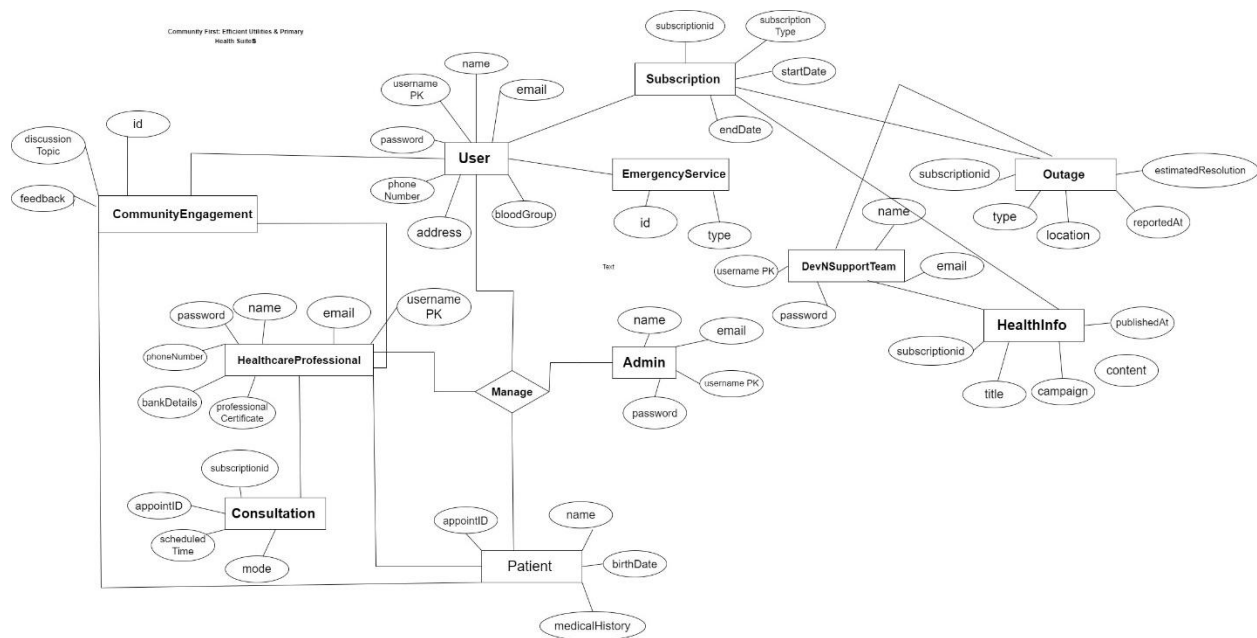 Community First: Efficient Utilities & Primary
Health SuiteS
subscriptionid
subscription
Type
name
Subscription
startDate
username
PK
email
endDate
id
discussion
Topic
password
User
EmergencyService
subscriptionid
Outage
estimatedResolution
feedback
CommunityEngagement
phone
Number
bloodGroup
address
id
type
name
type
location
reportedAt
Text
username PK
DevNSupportTeam
email
password
name
email
username
PK
password
name
email
HealthInfo
publishedAt
phoneNumber
HealthcareProfessional
Admin
subscriptionid
content
bankDetails
professional
Certificate
Manage
username PK
password
title
campaign
subscriptionid
appointID
Consultation
scheduled
Time
mode
appointID
name
Patient
birthDate
medicalHistory